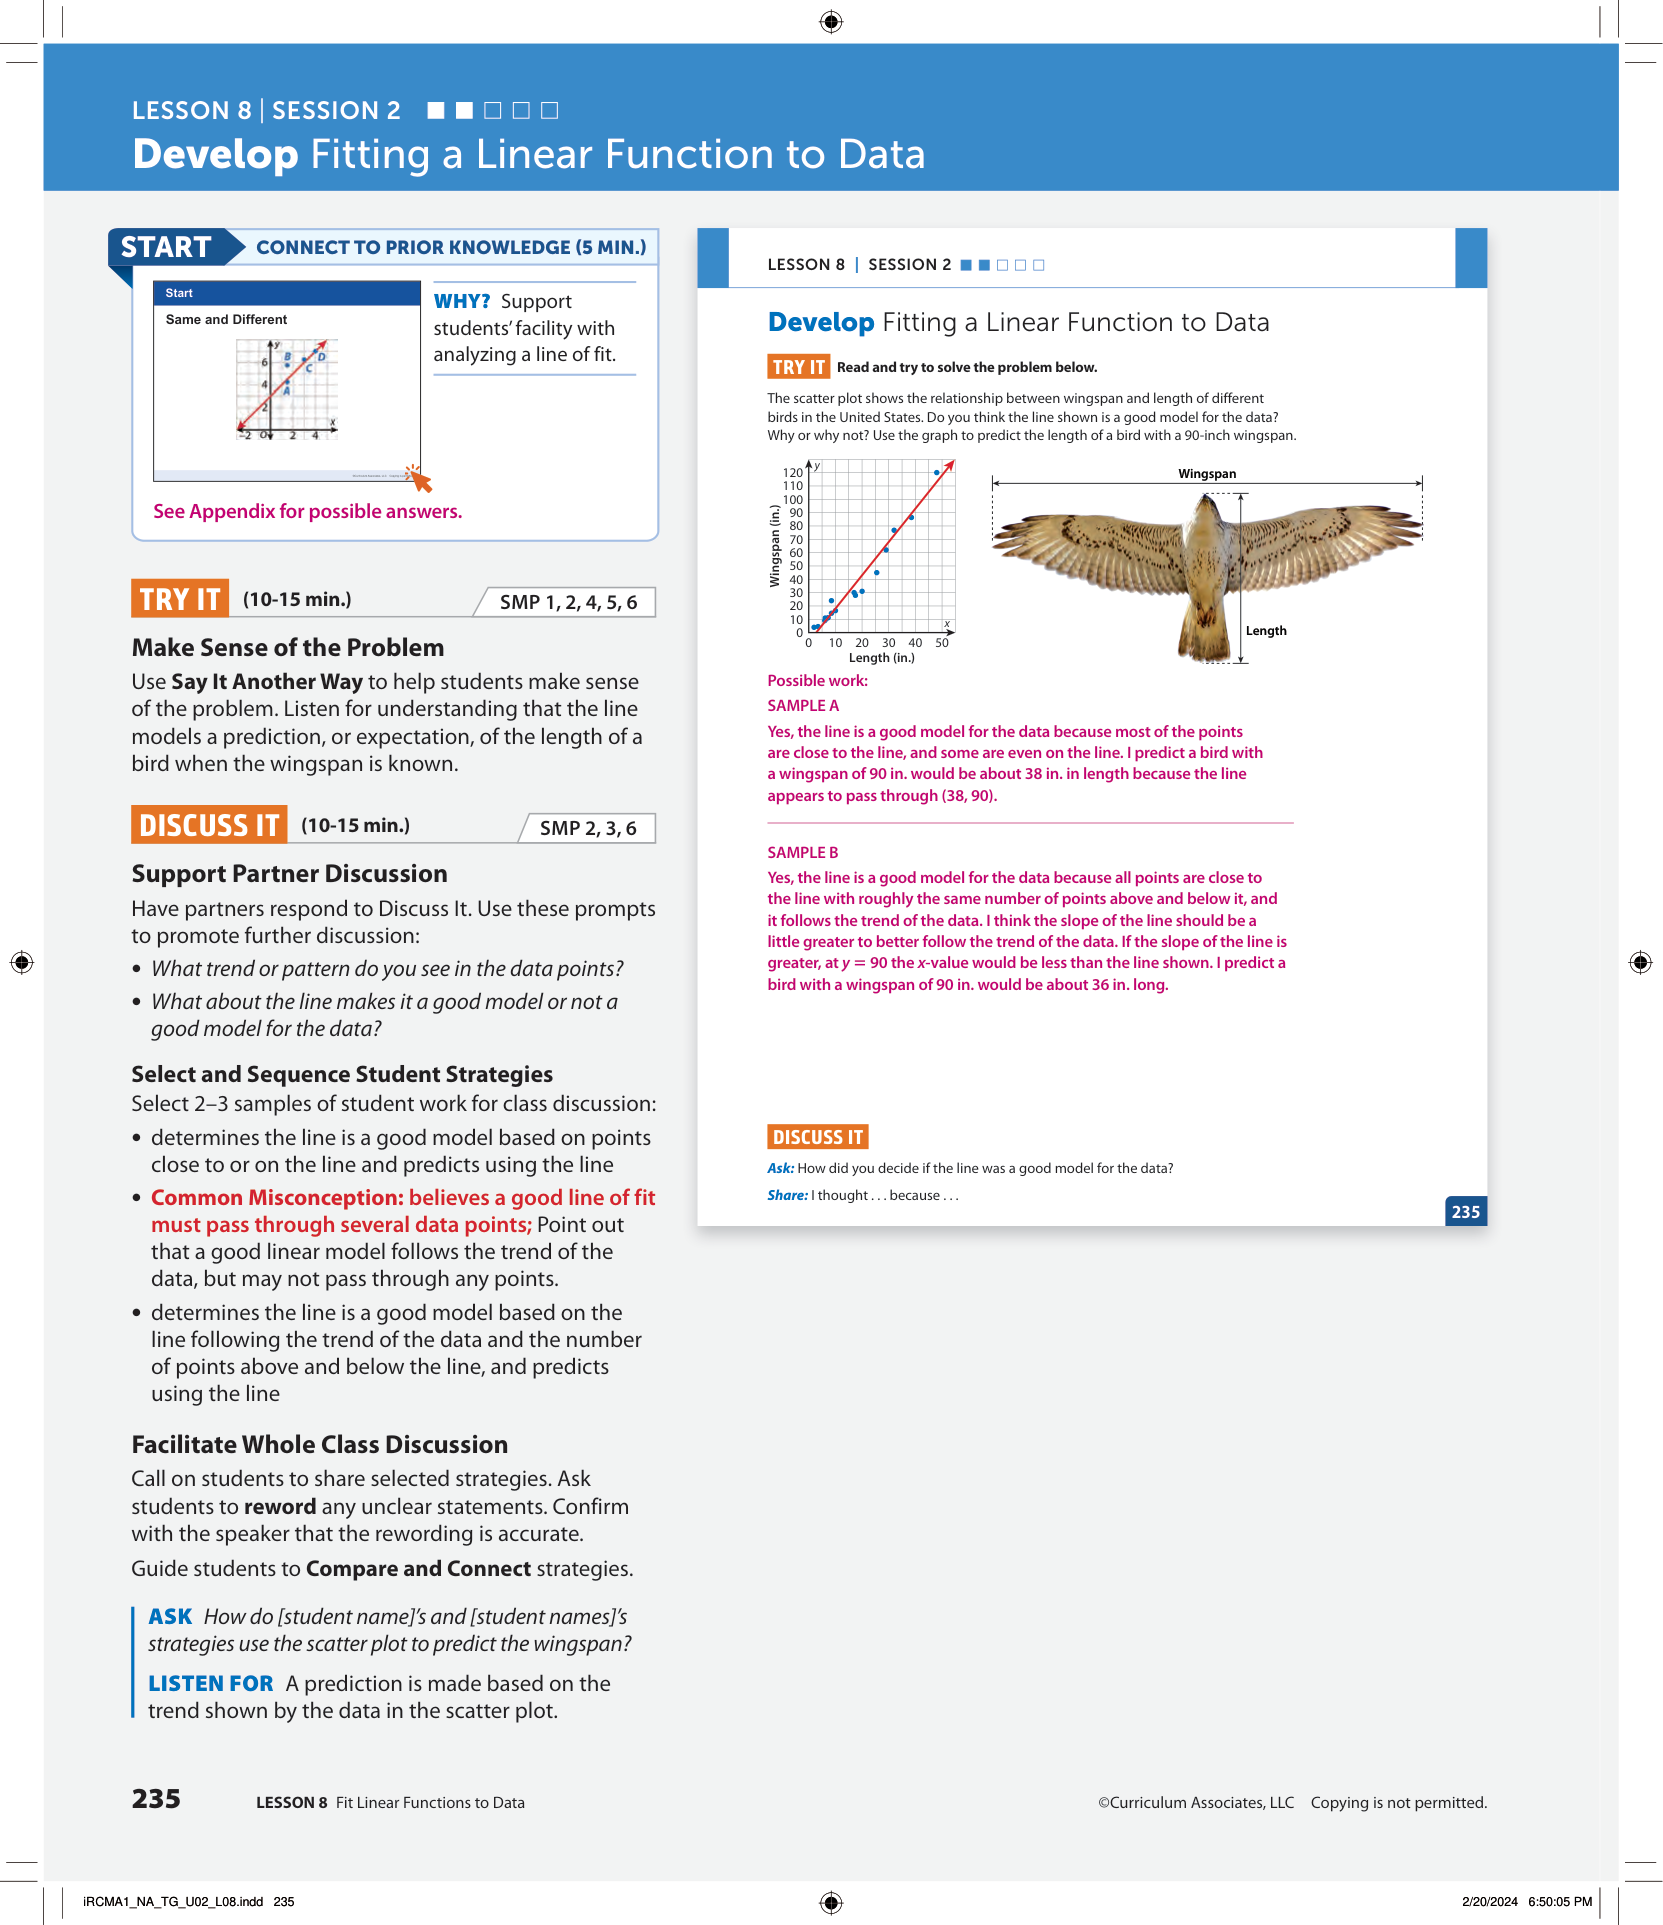 LESSON 8 | SESSION 2
Develop Fitting a Linear Function to Data
START CONNECT TO PRIOR KNOWLEDGE (5 MIN.)
Start
Same and Different
y
6
4
2
−2 O 2 4
x
A
B
C
D
WHY? Support
students’ facility with
analyzing a line of fit.
See Appendix for possible answers.
TRY IT (10-15 min.) SMP 1, 2, 4, 5, 6
Make Sense of the Problem
Use Say It Another Way to help students make sense
of the problem. Listen for understanding that the line
models a prediction, or expectation, of the length of a
bird when the wingspan is known.
DISCUSS IT (10-15 min.) SMP 2, 3, 6
Support Partner Discussion
Have partners respond to Discuss It. Use these prompts
to promote further discussion:
• What trend or pattern do you see in the data points?
• What about the line makes it a good model or not a
good model for the data?
Select and Sequence Student Strategies
Select 2–3 samples of student work for class discussion:
• determines the line is a good model based on points
close to or on the line and predicts using the line
• Common Misconception: believes a good line of fit
must pass through several data points; Point out
that a good linear model follows the trend of the
data, but may not pass through any points.
• determines the line is a good model based on the
line following the trend of the data and the number
of points above and below the line, and predicts
using the line
Facilitate Whole Class Discussion
Call on students to share selected strategies. Ask
students to reword any unclear statements. Confirm
with the speaker that the rewording is accurate.
Guide students to Compare and Connect strategies.
ASK How do [student name]’s and [student names]’s
strategies use the scatter plot to predict the wingspan?
LISTEN FOR A prediction is made based on the
trend shown by the data in the scatter plot.
LESSON 8 | SESSION 2
Develop Fitting a Linear Function to Data
TRY IT Read and try to solve the problem below.
The scatter plot shows the relationship between wingspan and length of different
birds in the United States. Do you think the line shown is a good model for the data?
Why or why not? Use the graph to predict the length of a bird with a 90-inch wingspan.
y
120
110
100
90
80
70
60
50
40
30
20
10
0
Wingspan (in.)
x
0 10 20 30 40 50
Length (in.)
Wingspan
Length
Possible work:
SAMPLE A
Yes, the line is a good model for the data because most of the points
are close to the line, and some are even on the line. I predict a bird with
a wingspan of 90 in. would be about 38 in. in length because the line
appears to pass through (38, 90).
SAMPLE B
Yes, the line is a good model for the data because all points are close to
the line with roughly the same number of points above and below it, and
it follows the trend of the data. I think the slope of the line should be a
little greater to better follow the trend of the data. If the slope of the line is
greater, at y = 90 the x-value would be less than the line shown. I predict a
bird with a wingspan of 90 in. would be about 36 in. long.
DISCUSS IT
Ask: How did you decide if the line was a good model for the data?
Share: I thought . . . because . . .
235
235 LESSON 8 Fit Linear Functions to Data
©Curriculum Associates, LLC Copying is not permitted.
iRCMA1_NA_TG_U02_L08.indd 235
2/20/2024 6:50:05 PM